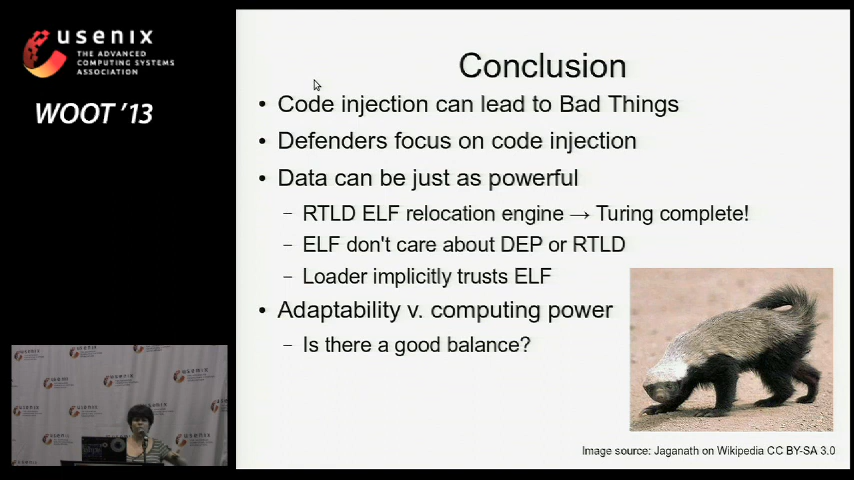 usenix
THE ADVANCED
COMPUTING SYSTEMS
ASSOCIATION
WOOT '13
Conclusion
• Code injection can lead to Bad Things
• Defenders focus on code injection
• Data can be just as powerful
– RTLD ELF relocation engine → Turing complete!
– ELF don't care about DEP or RTLD
– Loader implicitly trusts ELF
• Adaptability v. computing power
– Is there a good balance?
Image source: Jaganath on Wikipedia CC BY-SA 3.0
usenix